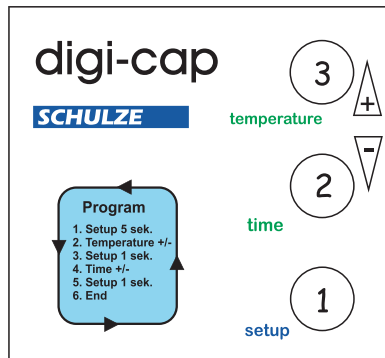 digi-cap
SCHULZE
3
temperature
+
-
2
time
1
setup
Program
1. Setup 5 sek.
2. Temperature +/-
3. Setup 1 sek.
4. Time +/-
5. Setup 1 sek.
6. End